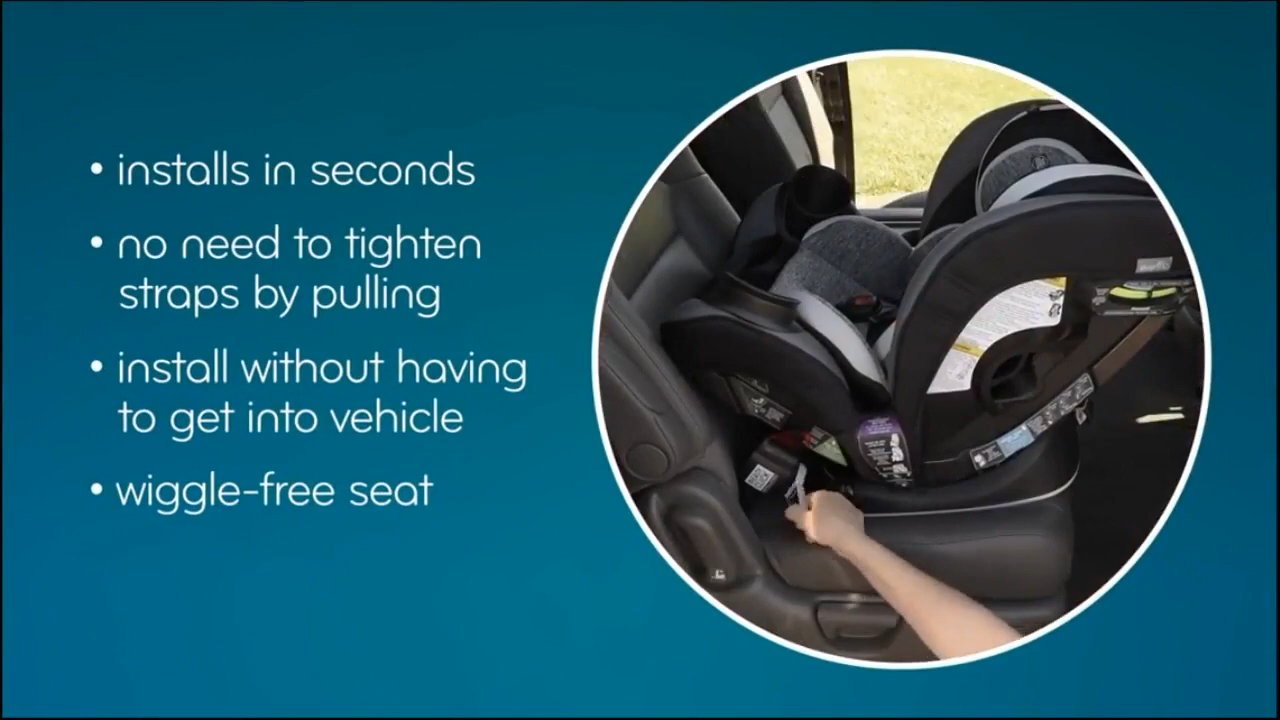 • installs in seconds
• no need to tighten
straps by pulling
• install without having
to get into vehicle
• wiggle-free seat